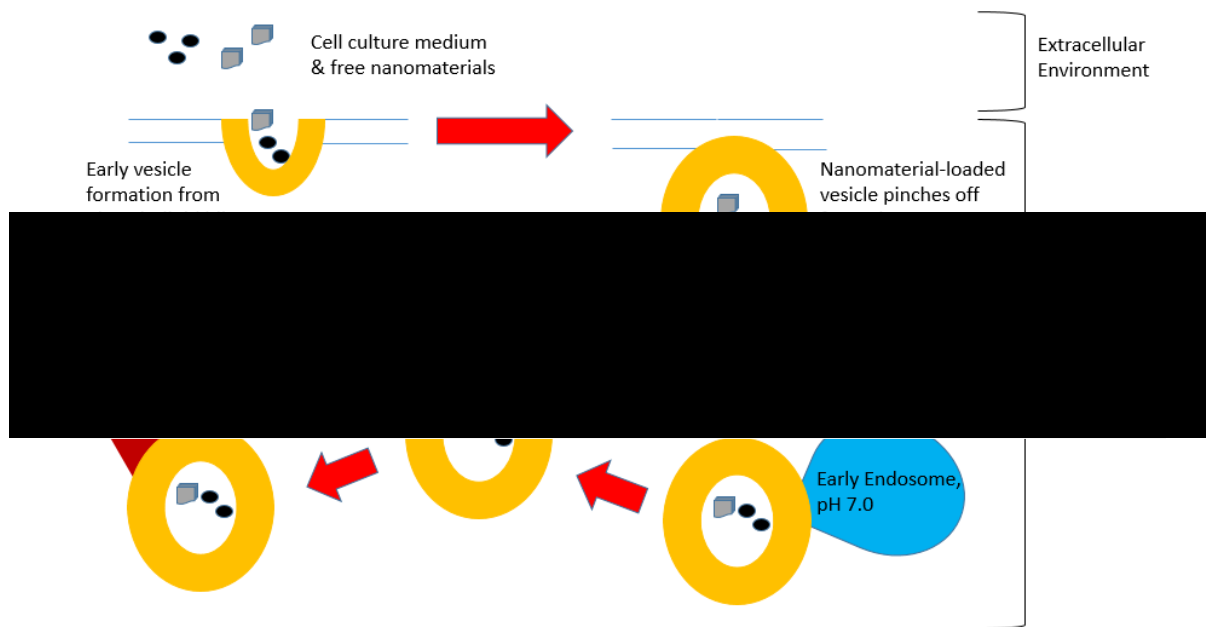 Cell culture medium
& free nanomaterials
Extracellular
Environment
Early vesicle
formation from
Nanomaterial-loaded
vesicle pinches off
Early Endosome,
pH 7.0